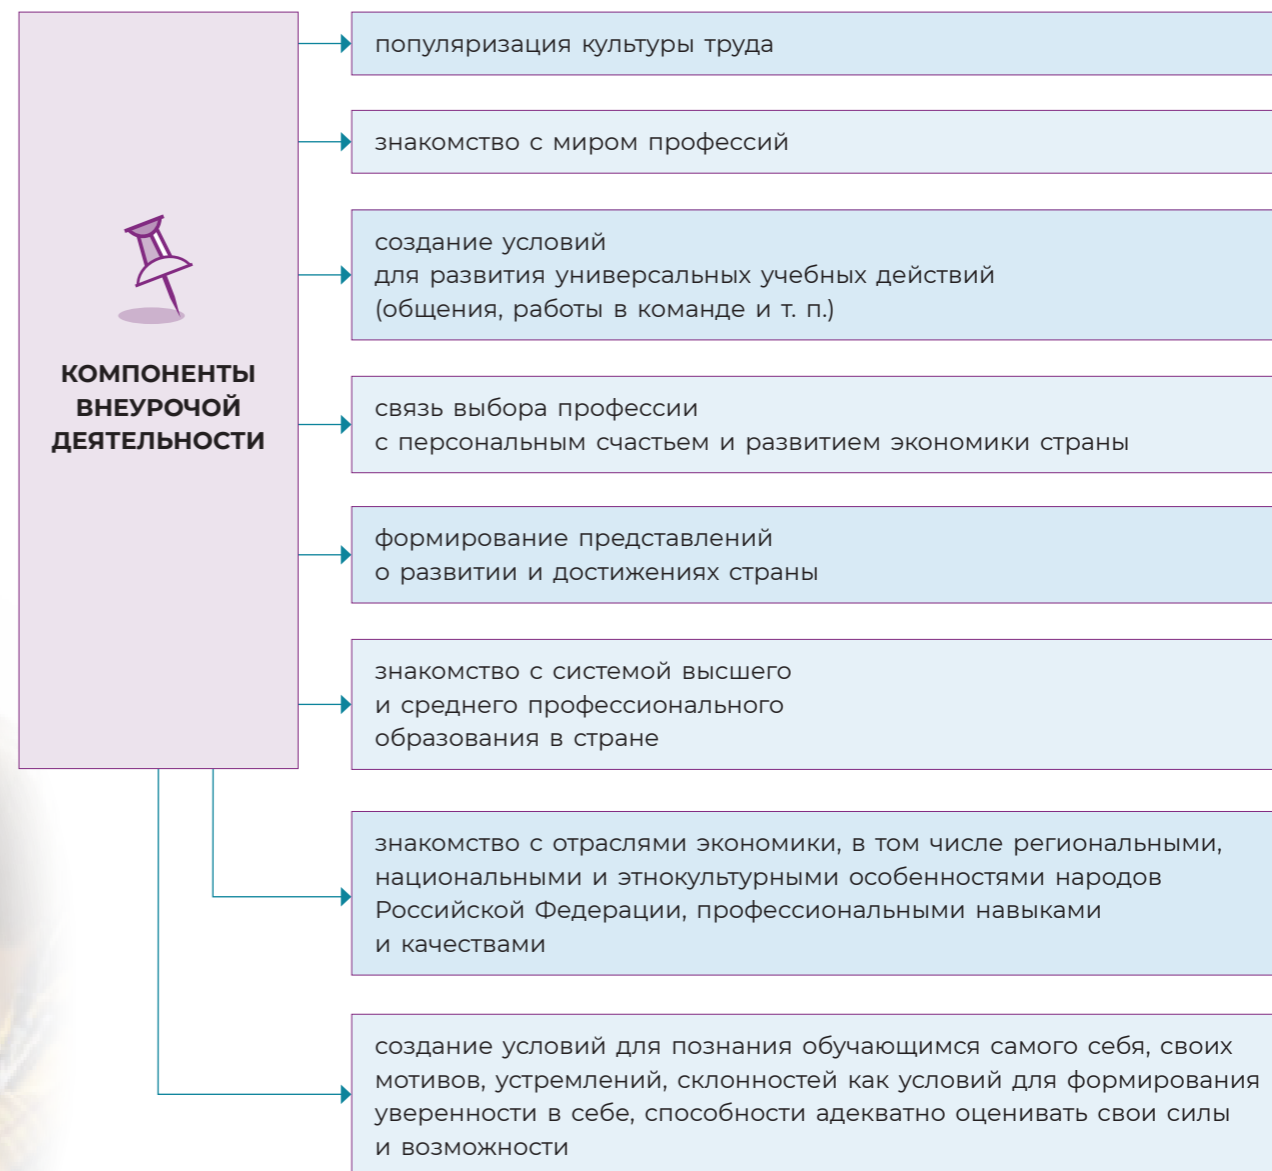 КОМПОНЕНТЫ
ВНЕУРОЧОЙ
ДЕЯТЕЛЬНОСТИ
популяризация культуры труда
знакомство с миром профессий
создание условий
для развития универсальных учебных действий
(общения, работы в команде и т. п.)
связь выбора профессии
с персональным счастьем и развитием экономики страны
формирование представлений
о развитии и достижениях страны
знакомство с системой высшего
и среднего профессионального
образования в стране
знакомство с отраслями экономики, в том числе региональными,
национальными и этнокультурными особенностями народов
Российской Федерации, профессиональными навыками
и качествами
создание условий для познания обучающимся самого себя, своих
мотивов, устремлений, склонностей как условий для формирования
уверенности в себе, способности адекватно оценивать свои силы
и возможности